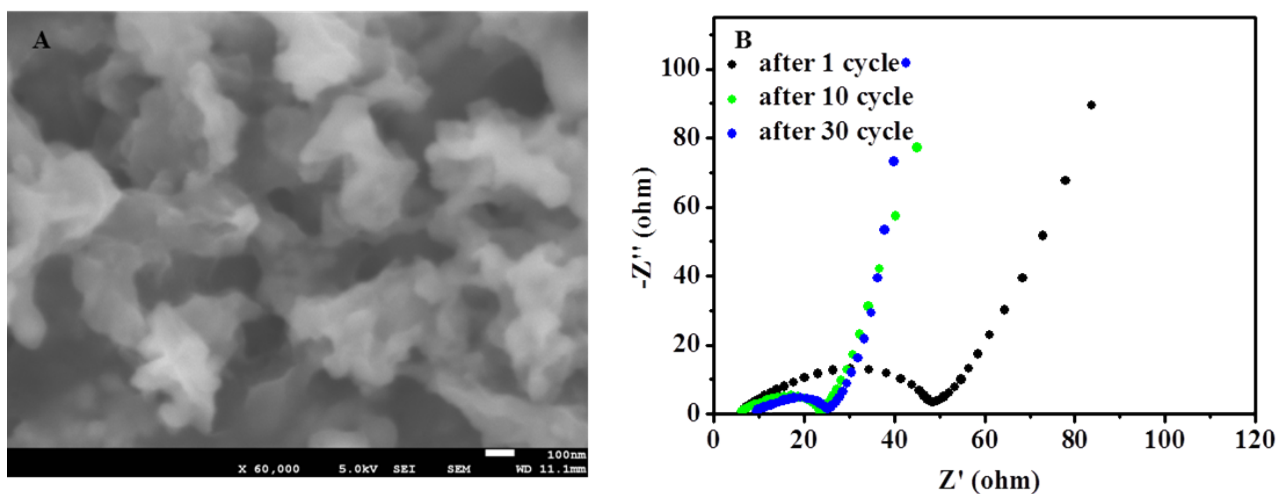 A
100nm
X 60,000 5.0kV SEI SEM WD 11.1mm
B
after 1 cycle
after 10 cycle
after 30 cycle
-Z'' (ohm)
100
80
60
40
20
0
0 20 40 60 80 100 120
Z' (ohm)